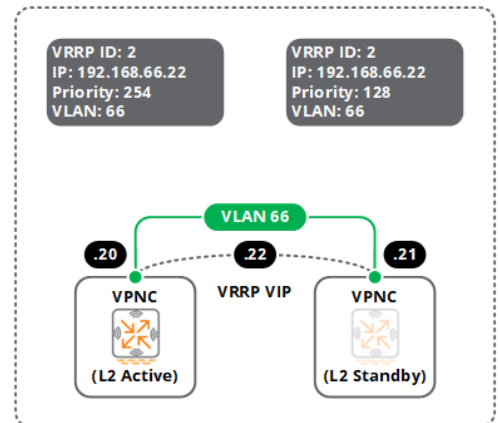 VRRP ID: 2
IP: 192.168.66.22
Priority: 254
VLAN: 66
VRRP ID: 2
IP: 192.168.66.22
Priority: 128
VLAN: 66
VLAN 66
.20
.22
.21
VPNC
VRRP VIP
VPNC
(L2 Active)
(L2 Standby)